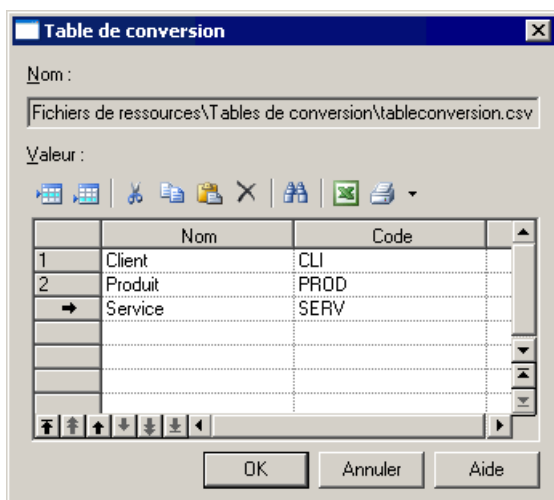 Table de conversion
Nom :
Fichiers de ressources\Tables de conversion\tableconversion.csv
Valeur :
Nom Code
1 Client CLI
2 Produit PROD
Service SERV
OK Annuler Aide